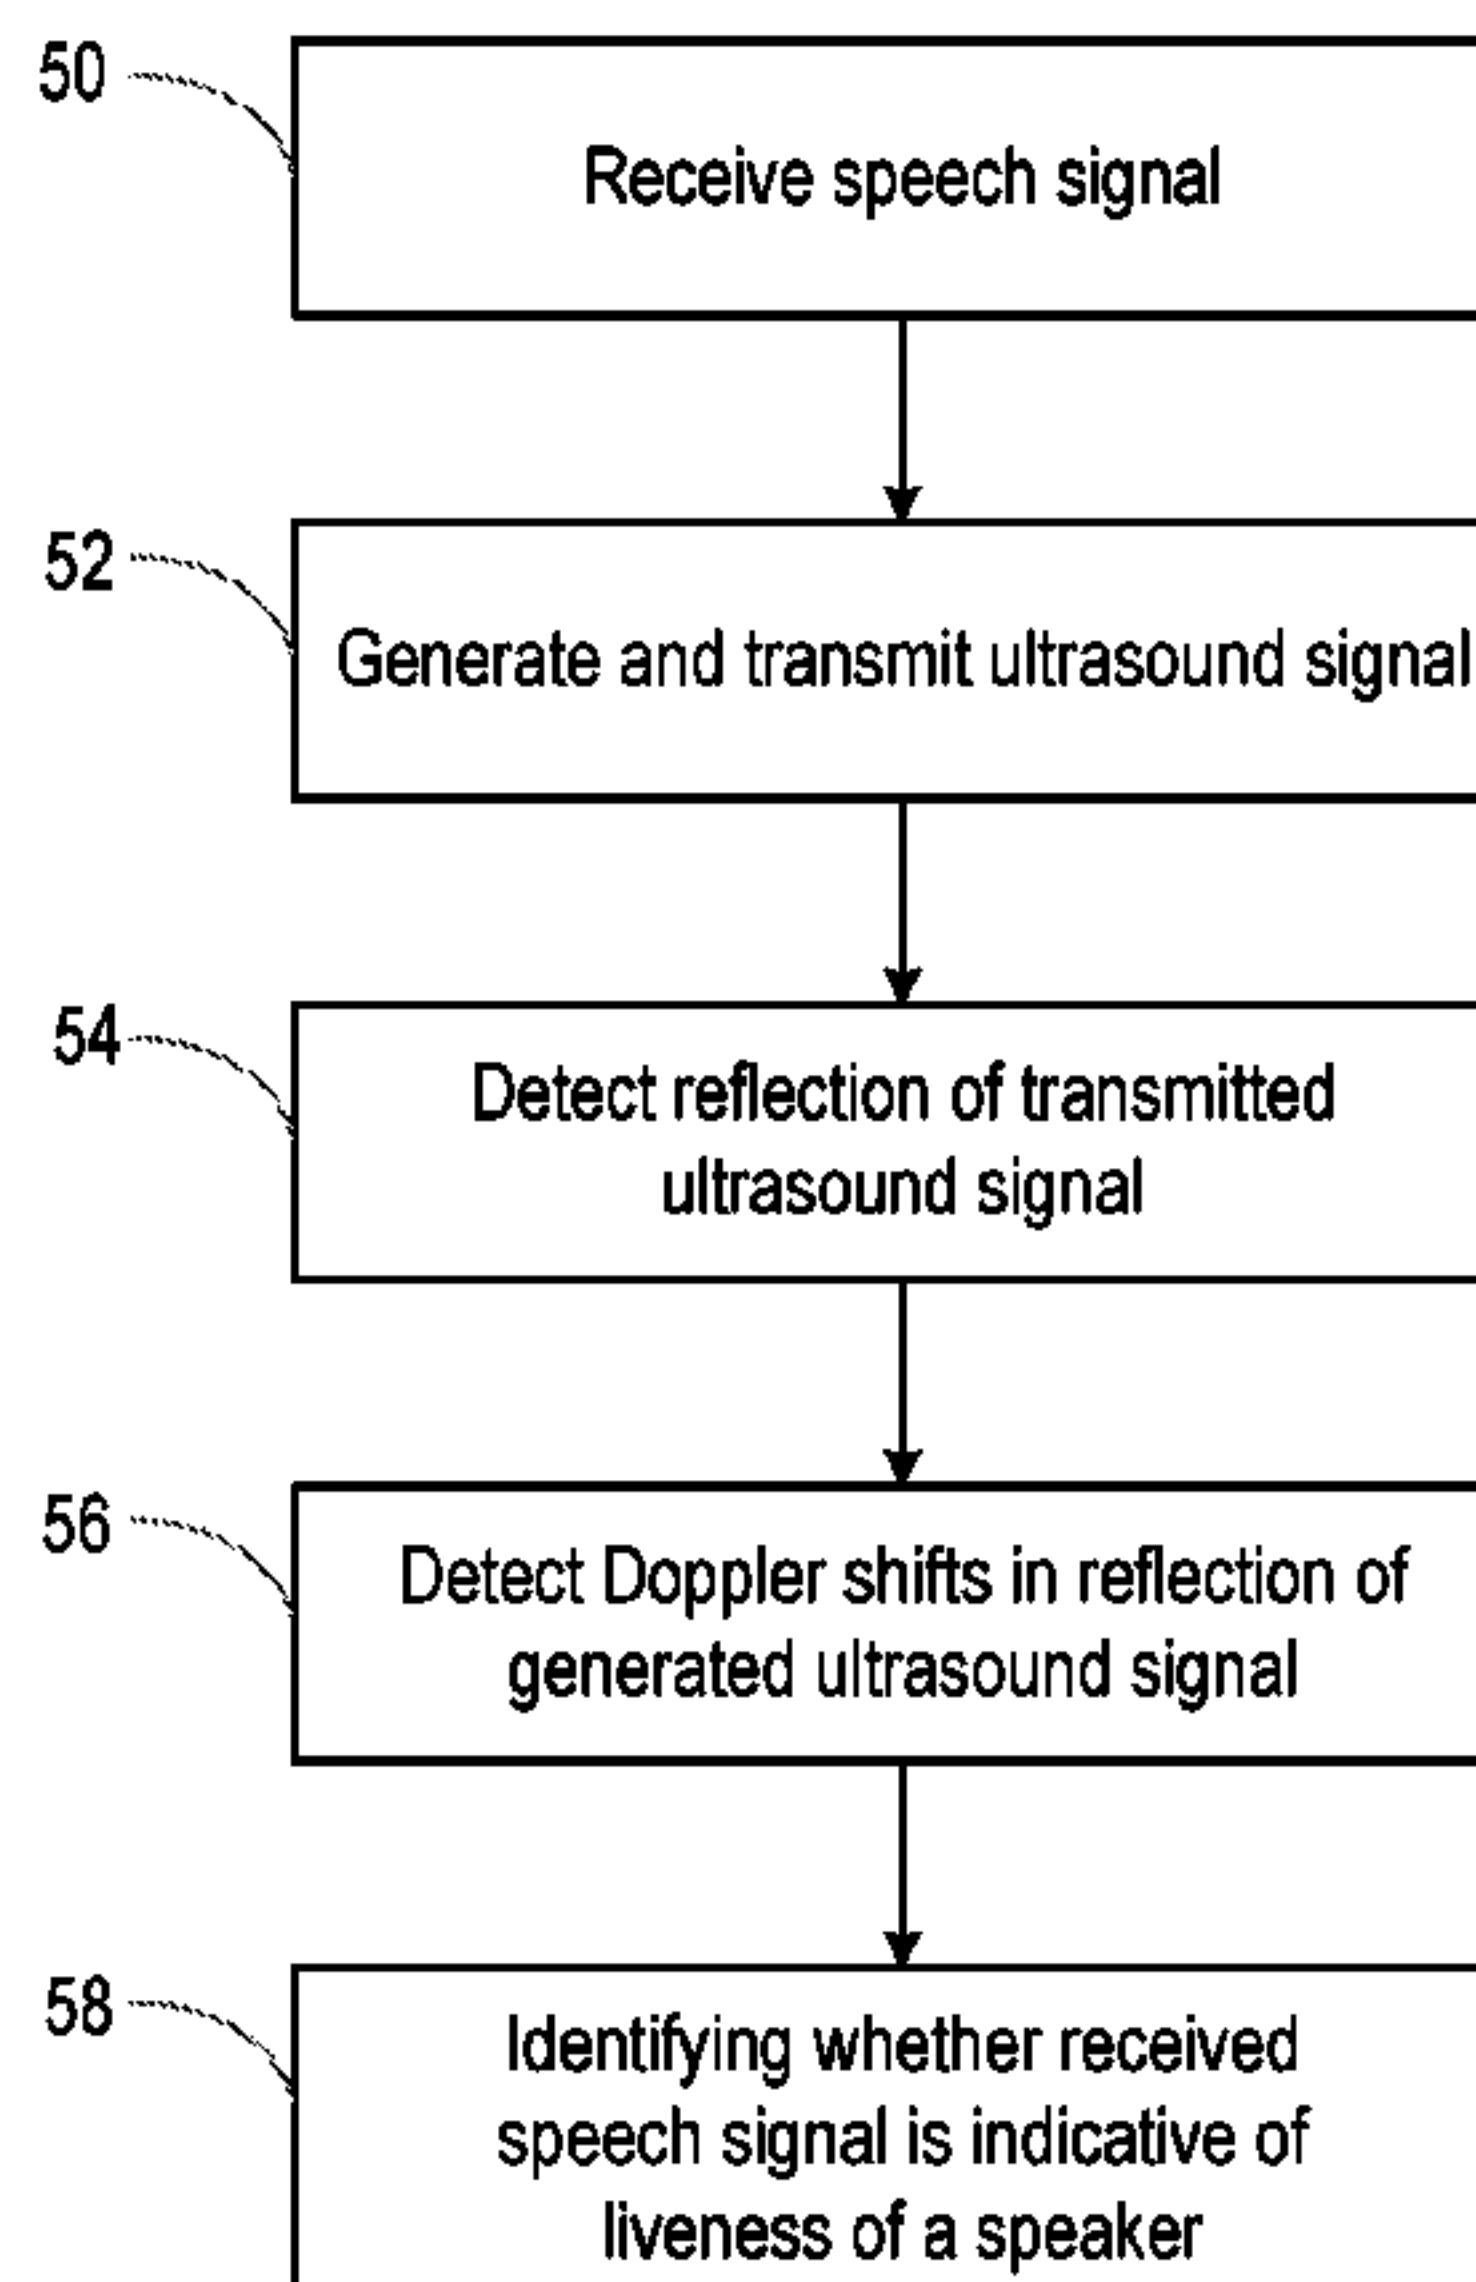 50
Receive speech signal
52
Generate and transmit ultrasound signal
54
Detect reflection of transmitted
ultrasound signal
56
Detect Doppler shifts in reflection of
generated ultrasound signal
58
Identifying whether received
speech signal is indicative of
liveness of a speaker